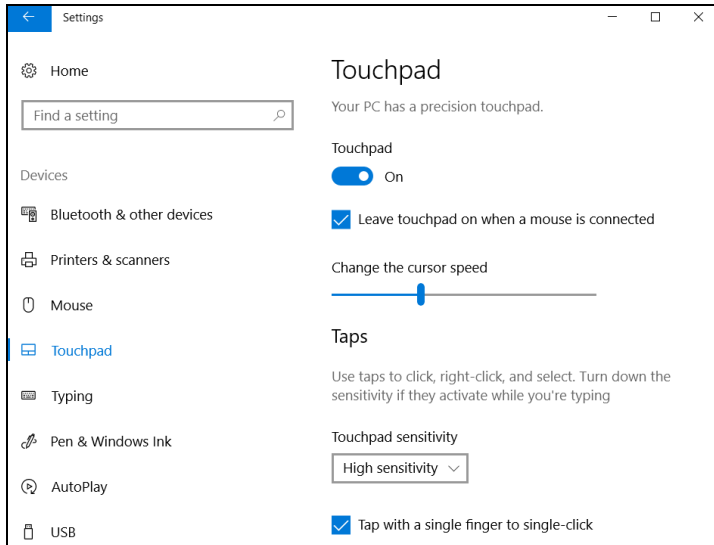 Settings
Home
Find a setting
Devices
Bluetooth & other devices
Printers & scanners
Mouse
Touchpad
Typing
Pen & Windows Ink
AutoPlay
USB
Touchpad
Your PC has a precision touchpad.
Touchpad
On
Leave touchpad on when a mouse is connected
Change the cursor speed
Taps
Use taps to click, right-click, and select. Turn down the
sensitivity if they activate while you're typing
Touchpad sensitivity
High sensitivity
Tap with a single finger to single-click